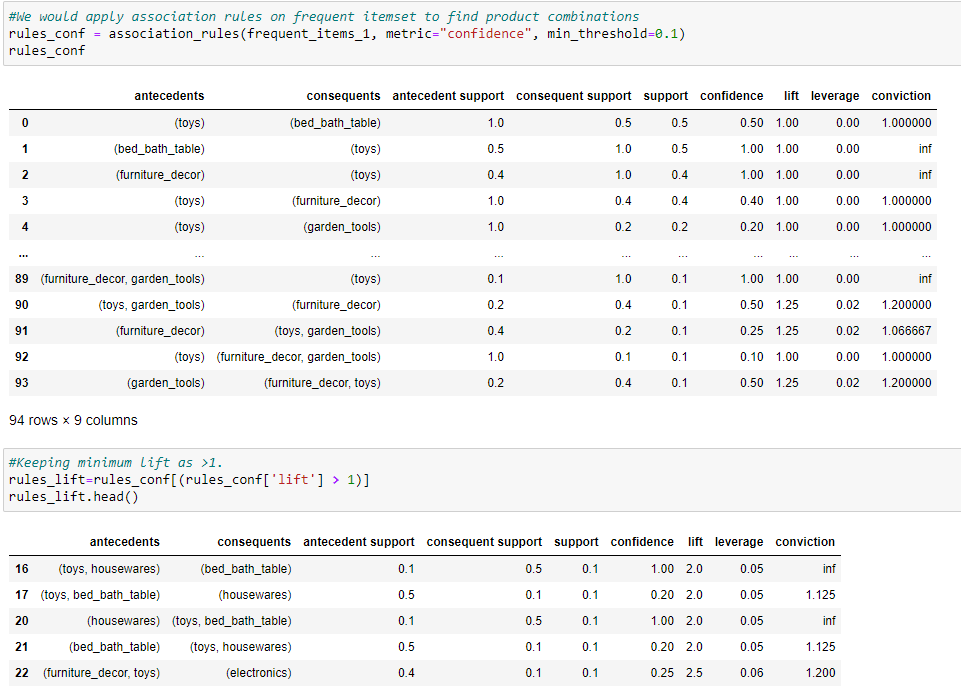 #We would apply association rules on frequent itemset to find product combinations
rules_conf = association_rules(frequent_items_1, metric="confidence", min_threshold=0.1)
rules_conf
antecedents consequents antecedent support consequent support support confidence lift leverage conviction
0 (toys) (bed_bath_table) 1.0 0.5 0.5 0.50 1.00 0.00 1.000000
1 (bed_bath_table) (toys) 0.5 1.0 0.5 1.00 1.00 0.00 inf
2 (furniture_decor) (toys) 0.4 1.0 0.4 1.00 1.00 0.00 inf
3 (toys) (furniture_decor) 1.0 0.4 0.4 0.40 1.00 0.00 1.000000
4 (toys) (garden_tools) 1.0 0.2 0.2 0.20 1.00 0.00 1.000000
... ... ... ... ... ... ... ... ... ...
89 (furniture_decor, garden_tools) (toys) 0.1 1.0 0.1 1.00 1.00 0.00 inf
90 (toys, garden_tools) (furniture_decor) 0.2 0.4 0.1 0.50 1.25 0.02 1.200000
91 (furniture_decor) (toys, garden_tools) 0.4 0.2 0.1 0.25 1.25 0.02 1.066667
92 (toys) (furniture_decor, garden_tools) 1.0 0.1 0.1 0.10 1.00 0.00 1.000000
93 (garden_tools) (furniture_decor, toys) 0.2 0.4 0.1 0.50 1.25 0.02 1.200000
94 rows × 9 columns
#Keeping minimum lift as >1.
rules_lift=rules_conf[(rules_conf['lift'] > 1)]
rules_lift.head()
antecedents consequents antecedent support consequent support support confidence lift leverage conviction
16 (toys, housewares) (bed_bath_table) 0.1 0.5 0.1 1.00 2.0 0.05 inf
17 (toys, bed_bath_table) (housewares) 0.5 0.1 0.1 0.20 2.0 0.05 1.125
20 (housewares) (toys, bed_bath_table) 0.1 0.5 0.1 1.00 2.0 0.05 inf
21 (bed_bath_table) (toys, housewares) 0.5 0.1 0.1 0.20 2.0 0.05 1.125
22 (furniture_decor, toys) (electronics) 0.4 0.1 0.1 0.25 2.5 0.06 1.200